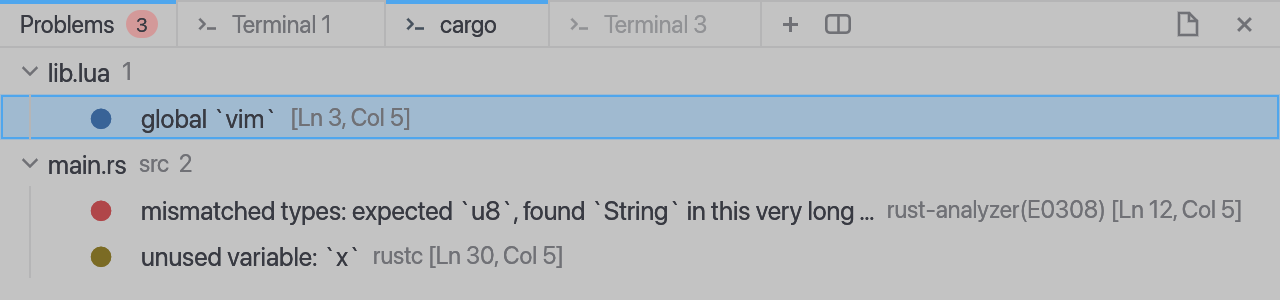 Problems 3 Terminal 1 cargo Terminal 3
lib.lua 1
global `vim` [Ln 3, Col 5]
main.rs src 2
mismatched types: expected `u8`, found `String` in this very long ... rust-analyzer(E0308) [Ln 12, Col 5]
unused variable: `x` rustc [Ln 30, Col 5]